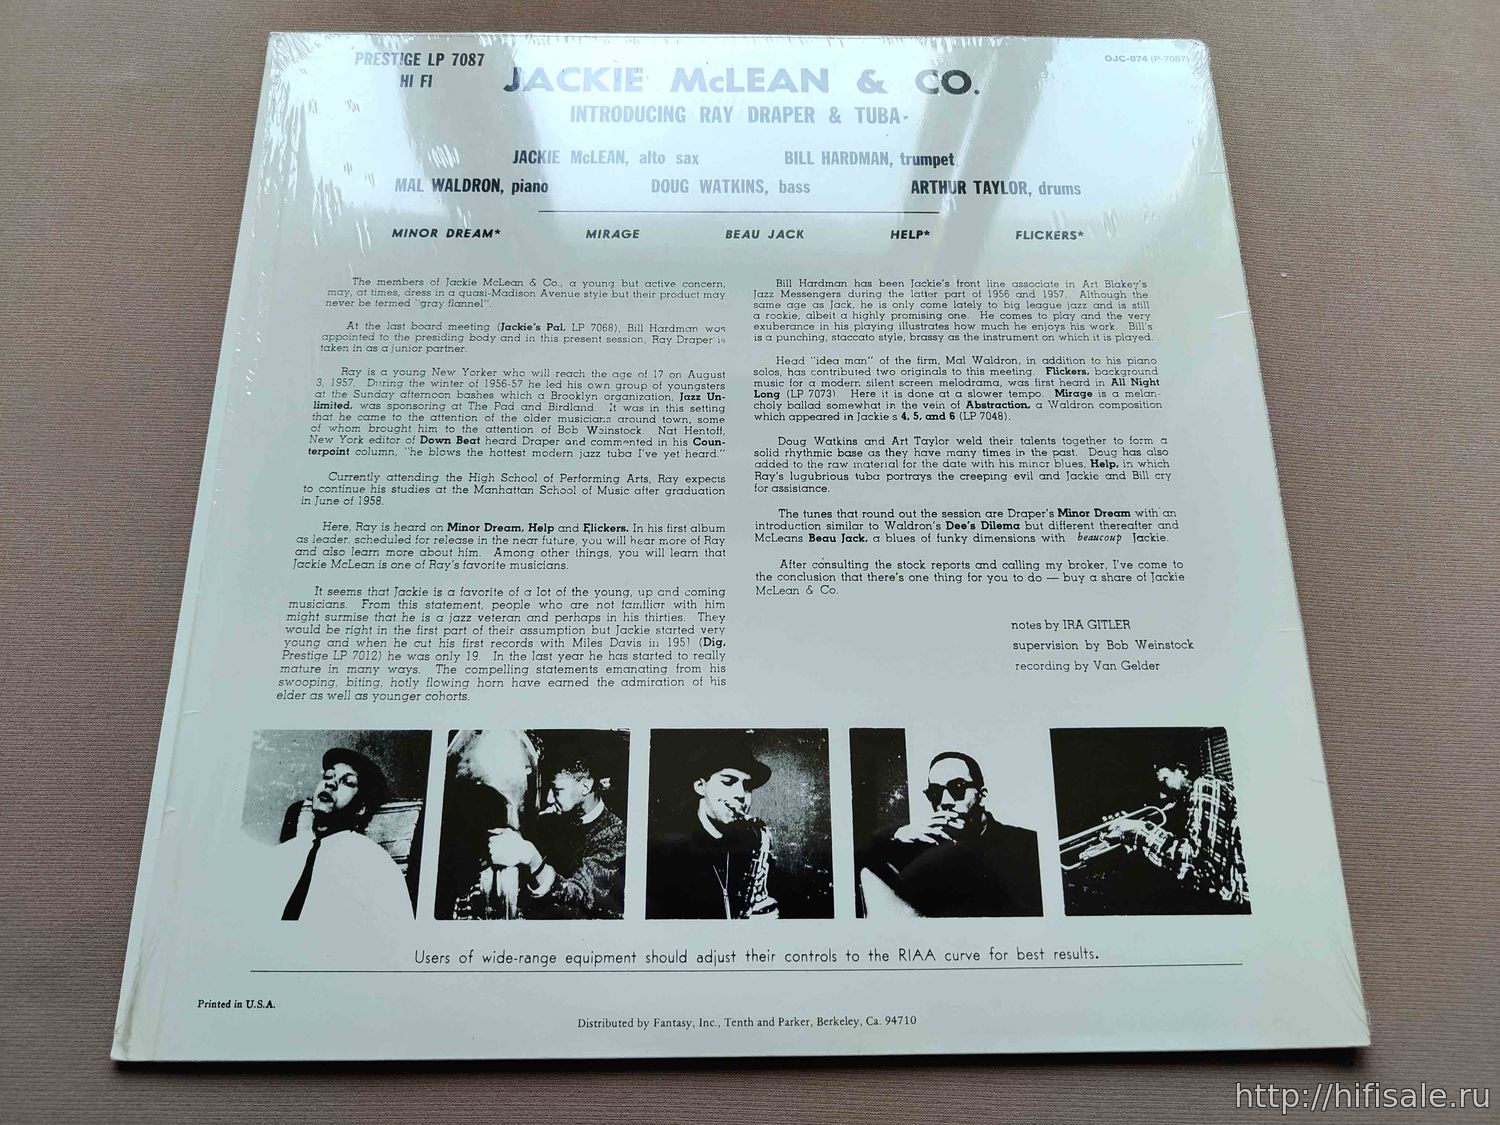 PRESTIGE LP 7087
HI FI
OJC-074 (P-7087)
JACKIE McLEAN & CO.
INTRODUCING RAY DRAPER & TUBA*
JACKIE McLEAN, alto sax BILL HARDMAN, trumpet
MAL WALDRON, piano DOUG WATKINS, bass ARTHUR TAYLOR, drums
MINOR DREAM* MIRAGE BEAU JACK HELP* FLICKERS*
The members of Jackie McLean & Co., a young but active concern,
may, at times, dress in a quasi-Madison Avenue style but their product may
never be termed "gray flannel".
At the last board meeting (Jackie's Pal, LP 7068), Bill Hardman was
appointed to the presiding body and in this present session, Ray Draper is
taken in as a junior partner.
Ray is a young New Yorker who will reach the age of 17 on August
3, 1957. During the winter of 1956-57 he led his own group of youngsters
at the Sunday afternoon bashes which a Brooklyn organization, Jazz Un-
limited, was sponsoring at The Pad and Birdland. It was in this setting
that he came to the attention of the older musicians around town, some
of whom brought him to the attention of Bob Weinstock. Nat Hentoff,
New York editor of Down Beat heard Draper and commented in his Coun-
terpoint column, "he blows the hottest modern jazz tuba I've yet heard."
Currently attending the High School of Performing Arts, Ray expects
to continue his studies at the Manhattan School of Music after graduation
in June of 1958.
Here, Ray is heard on Minor Dream, Help and Flickers. In his first album
as leader, scheduled for release in the near future, you will hear more of Ray
and also learn more about him. Among other things, you will learn that
Jackie McLean is one of Ray's favorite musicians.
It seems that Jackie is a favorite of a lot of the young, up and coming
musicians. From this statement, people who are not familiar with him
might surmise that he is a jazz veteran and perhaps in his thirties. They
would be right in the first part of their assumption but Jackie started very
young and when he cut his first records with Miles Davis in 1951 (Dig,
Prestige LP 7012) he was only 19. In the last year he has started to really
mature in many ways. The compelling statements emanating from his
swooping, biting, hotly flowing horn have earned the admiration of his
elder as well as younger cohorts.
Bill Hardman has been Jackie's front line associate in Art Blakey's
Jazz Messengers during the latter part of 1956 and 1957. Although the
same age as Jack, he is only come lately to big league jazz and is still
a rookie, albeit a highly promising one. He comes to play and the very
exuberance in his playing illustrates how much he enjoys his work. Bill's
is a punching, staccato style, brassy as the instrument on which it is played.
Head "idea man" of the firm, Mal Waldron, in addition to his piano
solos, has contributed two originals to this meeting. Flickers, background
music for a modern silent screen melodrama, was first heard in All Night
Long (LP 7073). Here it is done at a slower tempo. Mirage is a melan-
choly ballad somewhat in the vein of Abstraction, a Waldron composition
which appeared in Jackie's 4, 5, and 6 (LP 7048).
Doug Watkins and Art Taylor weld their talents together to form a
solid rhythmic base as they have many times in the past. Doug has also
added to the raw material for the date with his minor blues, Help, in which
Ray's lugubrious tuba portrays the creeping evil and Jackie and Bill cry
for assistance.
The tunes that round out the session are Draper's Minor Dream with an
introduction similar to Waldron's Dee's Dilema but different thereafter and
McLeans Beau Jack, a blues of funky dimensions with beaucoup Jackie.
After consulting the stock reports and calling my broker, I've come to
the conclusion that there's one thing for you to do — buy a share of Jackie
McLean & Co.
notes by IRA GITLER
supervision by Bob Weinstock
recording by Van Gelder
Users of wide-range equipment should adjust their controls to the RIAA curve for best results.
Printed in U.S.A.
Distributed by Fantasy, Inc., Tenth and Parker, Berkeley, Ca. 94710
http://hifisale.ru